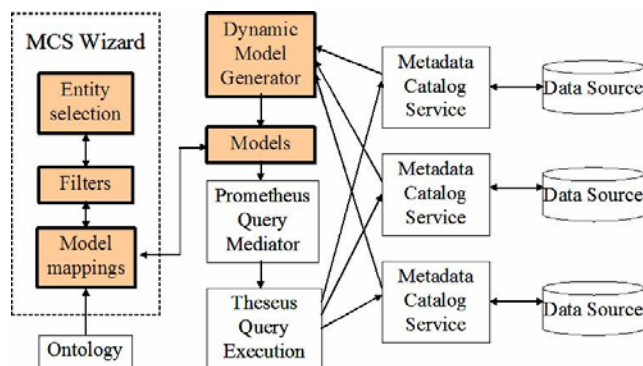 MCS Wizard
Entity
selection
Filters
Model
mappings
Ontology
Dynamic
Model
Generator
Models
Prometheus
Query
Mediator
Theseus
Query
Execution
Metadata
Catalog
Service
Data Source
Metadata
Catalog
Service
Data Source
Metadata
Catalog
Service
Data Source